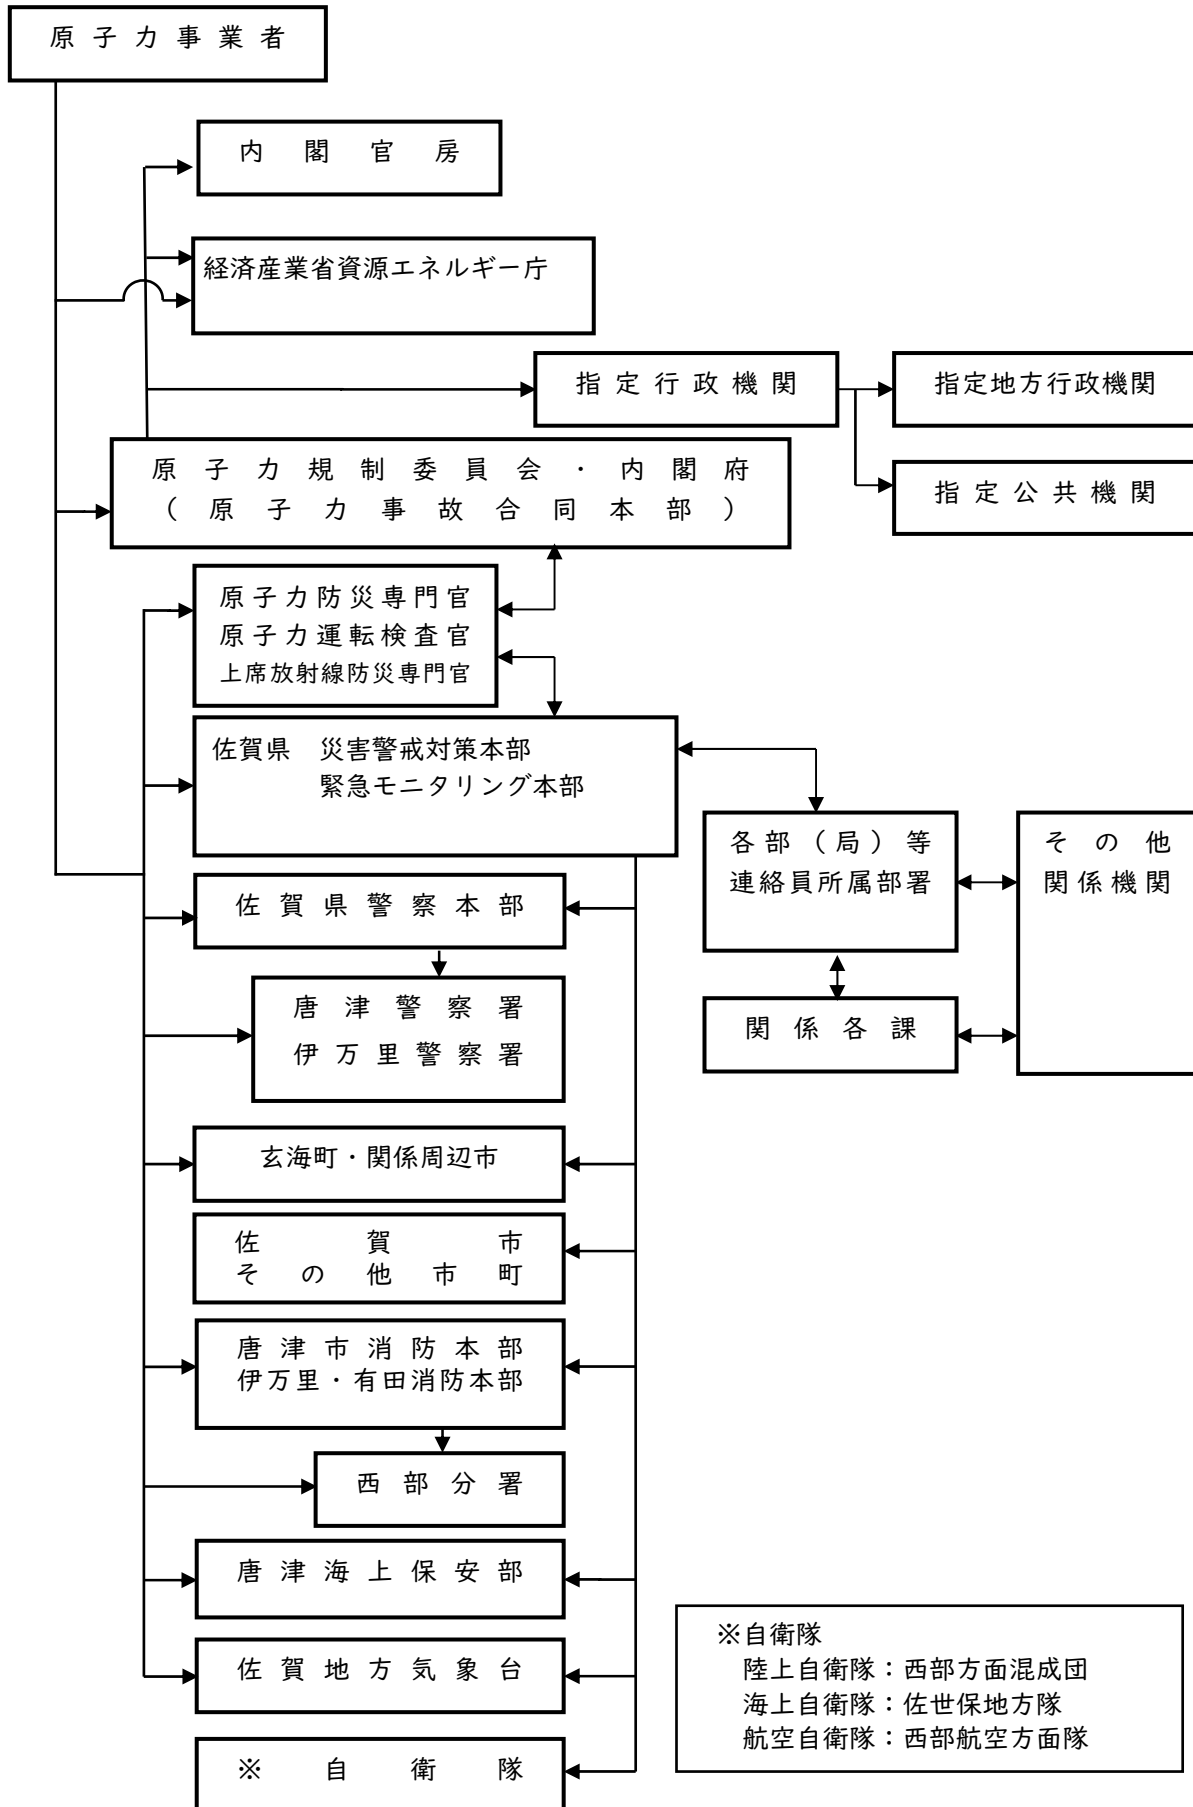 原子力事業者
内閣官房
経済産業省資源エネルギー庁
指定行政機関
指定地方行政機関
指定公共機関
原子力規制委員会・内閣府
（原子力事故合同本部）
原子力防災専門官
原子力運転検査官
上席放射線防災専門官
佐賀県　災害警戒対策本部
緊急モニタリング本部
各部（局）等
連絡員所属部署
その他
関係機関
関係各課
佐賀県警察本部
唐津警察署
伊万里警察署
玄海町・関係周辺市
佐賀市
その他市町
唐津市消防本部
伊万里・有田消防本部
西部分署
唐津海上保安部
佐賀地方気象台
※自衛隊
※自衛隊
陸上自衛隊：西部方面混成団
海上自衛隊：佐世保地方隊
航空自衛隊：西部航空方面隊